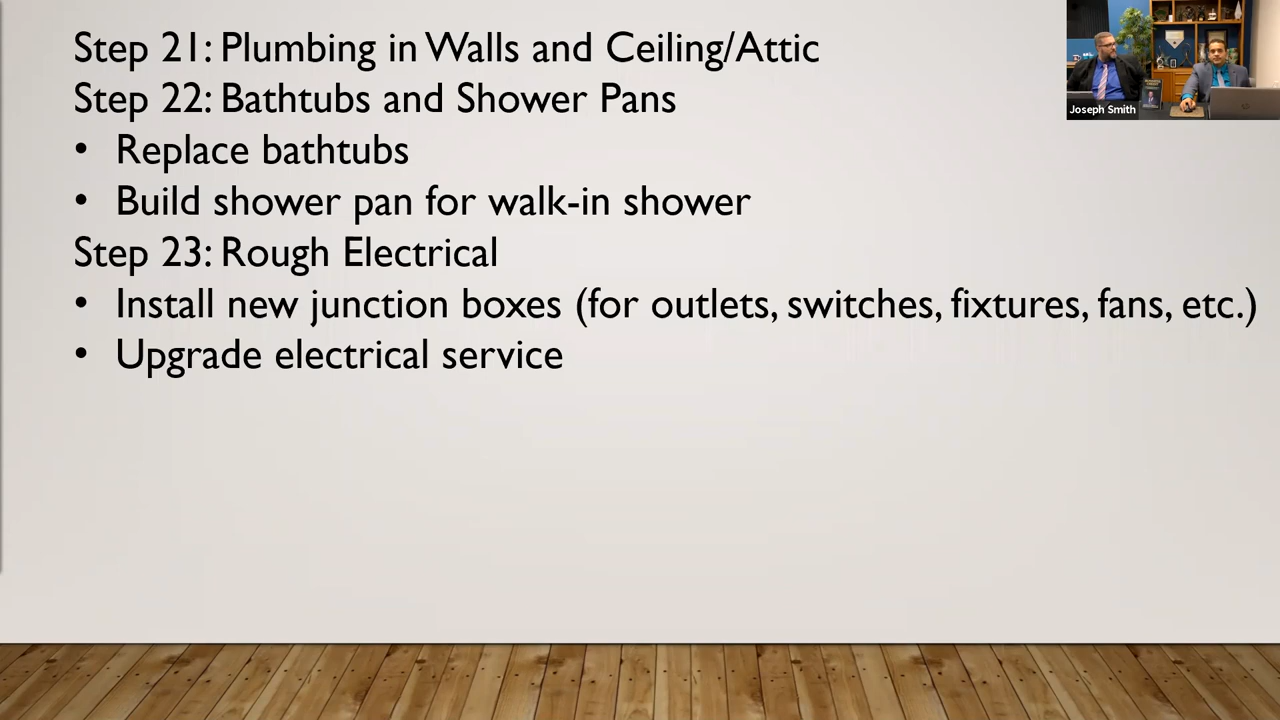 Step 21: Plumbing in Walls and Ceiling/Attic
Step 22: Bathtubs and Shower Pans
• Replace bathtubs
• Build shower pan for walk-in shower
Step 23: Rough Electrical
• Install new junction boxes (for outlets, switches, fixtures, fans, etc.)
• Upgrade electrical service
Joseph Smith